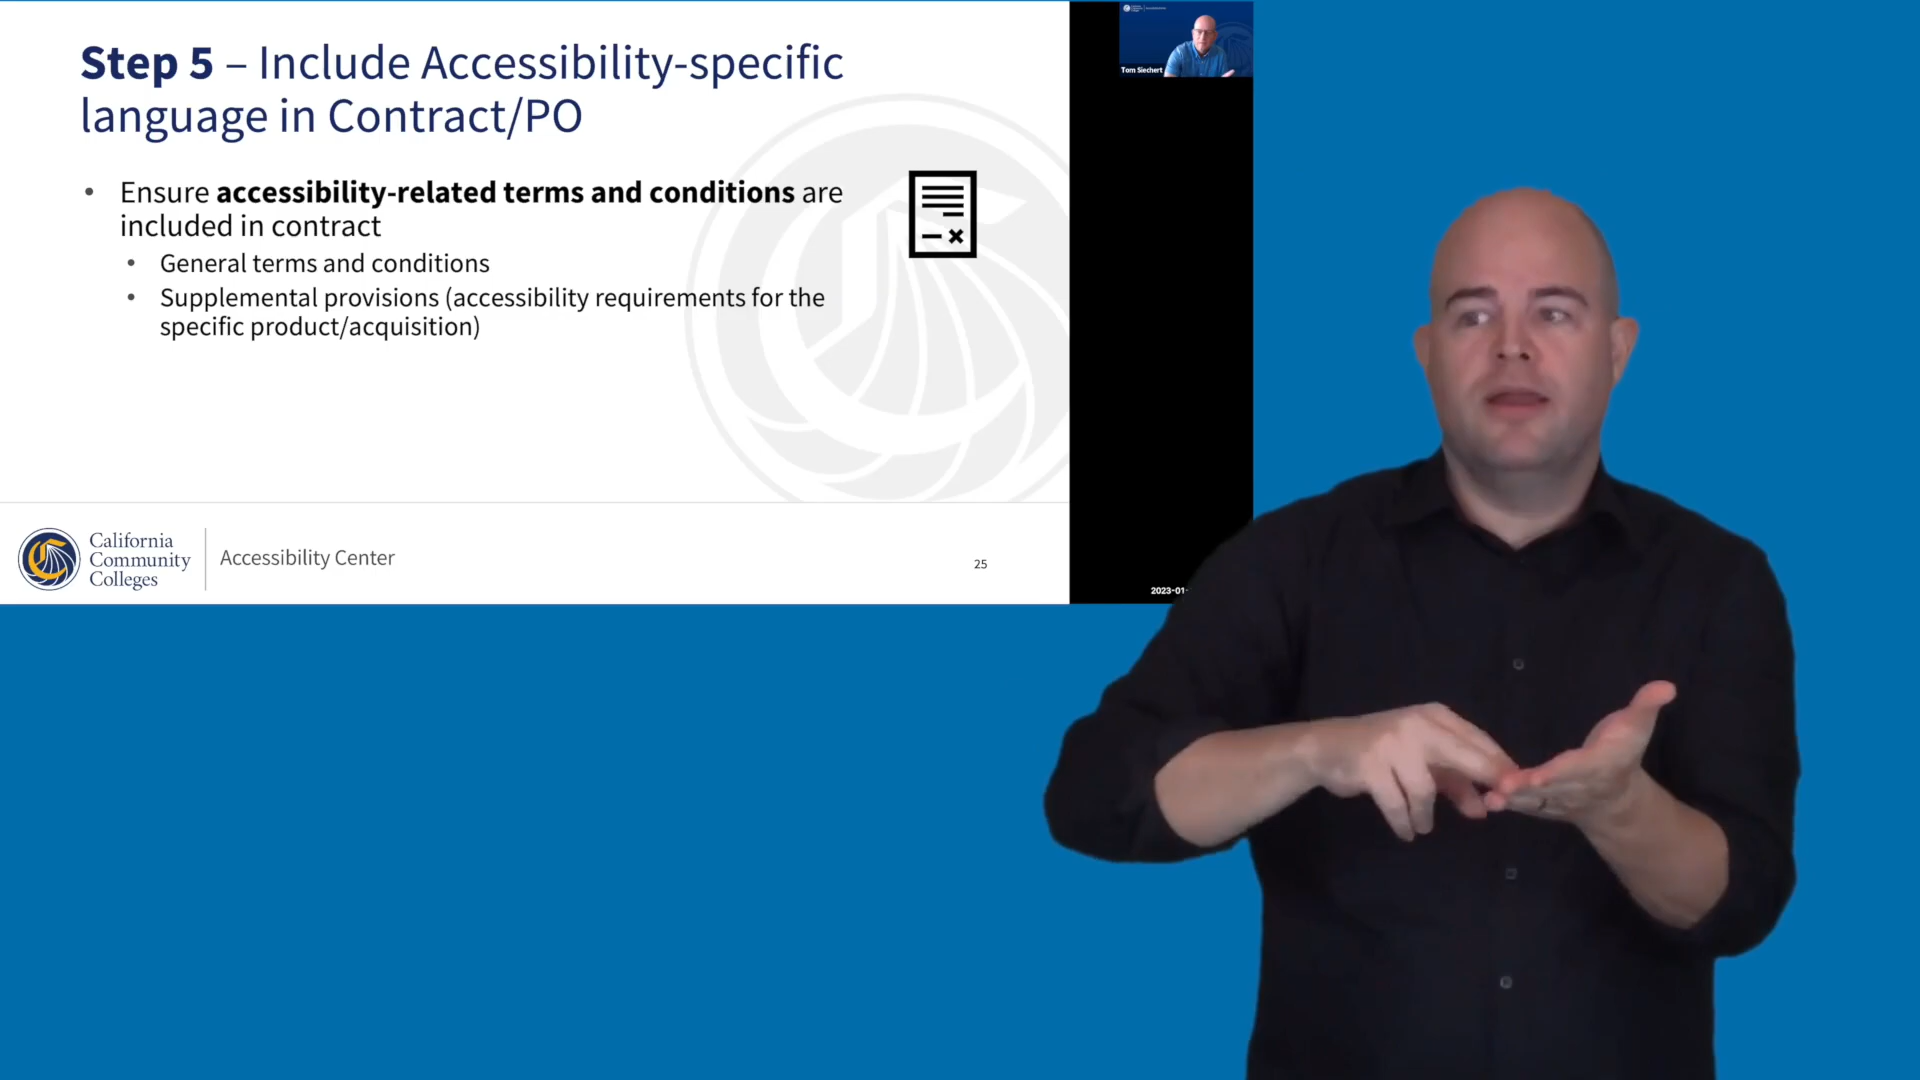 Step 5 – Include Accessibility-specific
language in Contract/PO
• Ensure accessibility-related terms and conditions are
included in contract
• General terms and conditions
• Supplemental provisions (accessibility requirements for the
specific product/acquisition)
California
Community
Colleges
Accessibility Center
25
Tom Siechert
2023-01-